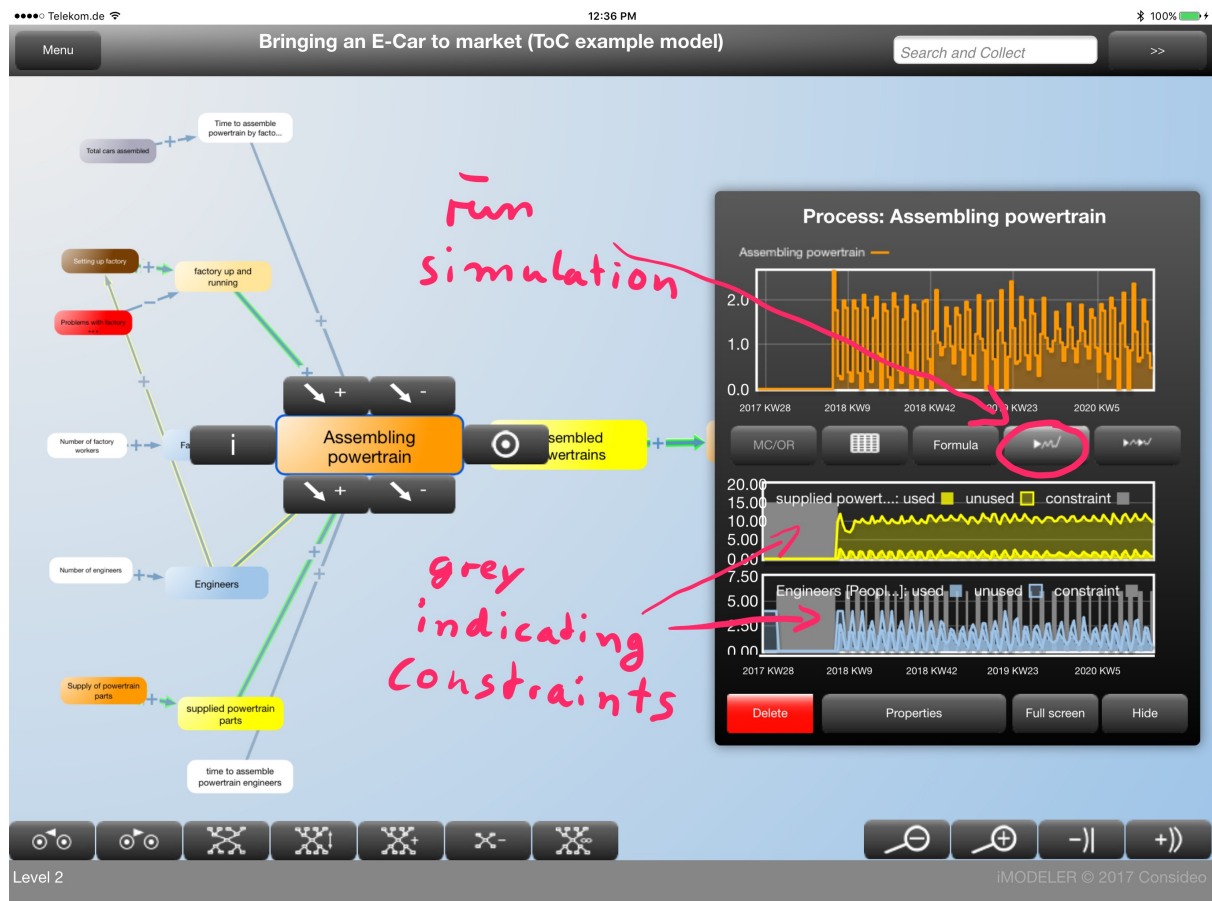 ●●●●○ Telekom.de 12:36 PM 100%
Menu Bringing an E-Car to market (ToC example model) Search and Collect >>
Time to assemble
powertrain by facto...
Total cars assembled
Setting up factory
factory up and
running
Problems with factory
+++
Number of factory
workers
Fa
i
Assembling
powertrain
sembled
wertrains
Number of engineers
Engineers
Supply of powertrain
parts
supplied powertrain
parts
time to assemble
powertrain engineers
run
simulation
grey
indicating
Constraints
Process: Assembling powertrain
Assembling powertrain
2.0
1.0
0.0
2017 KW28 2018 KW9 2018 KW42 2019 KW23 2020 KW5
MC/OR Formula
20.00
15.00
10.00
5.00
0.00
supplied powert...: used unused constraint
7.50
5.00
2.50
0.00
Engineers [Peopl...]: used unused constraint
2017 KW28 2018 KW9 2018 KW42 2019 KW23 2020 KW5
Delete Properties Full screen Hide
-)| +))
Level 2 iMODELER © 2017 Consideo